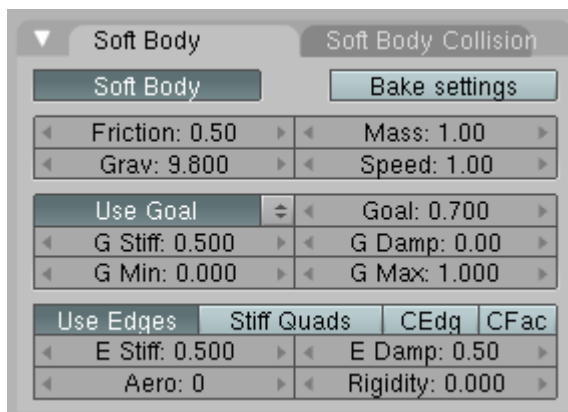 Soft Body Soft Body Collision
Soft Body Bake settings
Friction: 0.50 Mass: 1.00
Grav: 9.800 Speed: 1.00
Use Goal Goal: 0.700
G Stiff: 0.500 G Damp: 0.00
G Min: 0.000 G Max: 1.000
Use Edges Stiff Quads CEdg CFac
E Stiff: 0.500 E Damp: 0.50
Aero: 0 Rigidity: 0.000